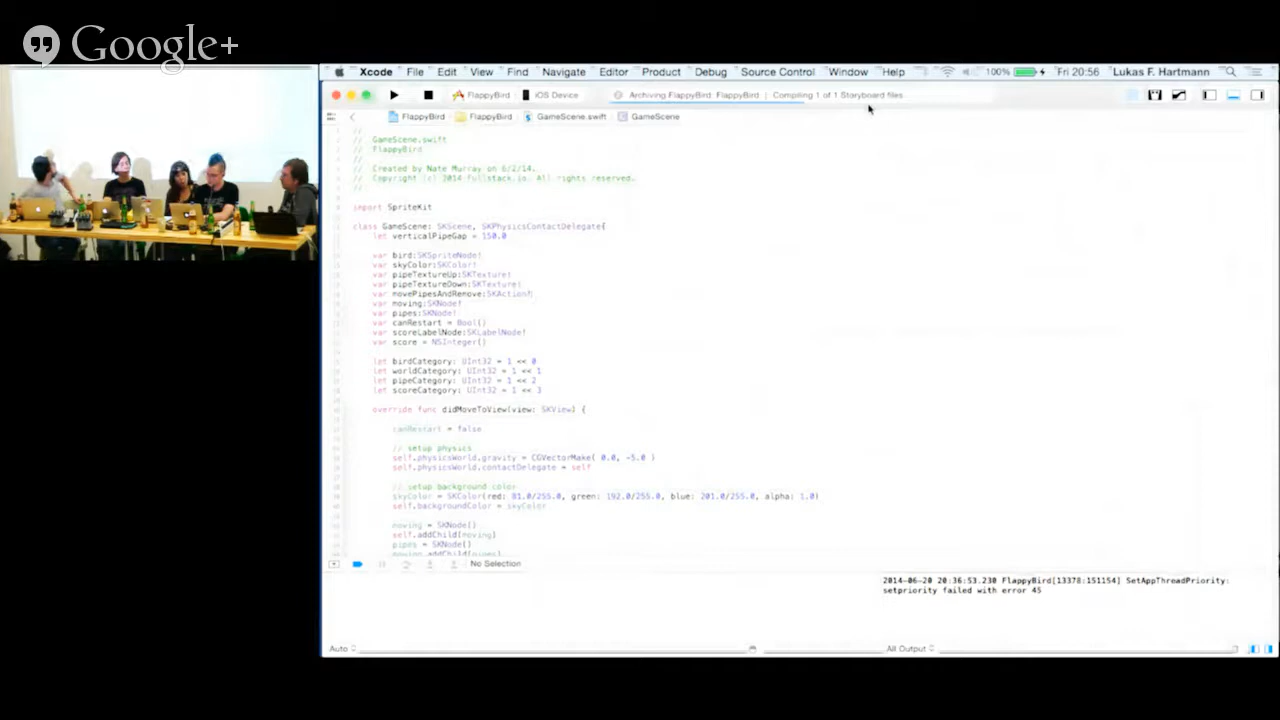 Google+
Xcode File Edit View Find Navigate Editor Product Debug Source Control Window Help 100% Fri 20:56 Lukas F. Hartmann
FlappyBird iOS Device Archiving FlappyBird: FlappyBird | Compiling 1 of 1 Storyboard files
FlappyBird FlappyBird GameScene.swift GameScene
//
// GameScene.swift
// FlappyBird
//
// Created by Nate Murray on 6/2/14.
// Copyright (c) 2014 Fullstack.io. All rights reserved.
//
import SpriteKit
class GameScene: SKScene, SKPhysicsContactDelegate{
let verticalPipeGap = 150.0
var bird:SKSpriteNode!
var skyColor:SKColor!
var pipeTextureUp:SKTexture!
var pipeTextureDown:SKTexture!
var movePipesAndRemove:SKAction!
var moving:SKNode!
var pipes:SKNode!
var canRestart = Bool()
var scoreLabelNode:SKLabelNode!
var score = NSInteger()
let birdCategory: UInt32 = 1 << 0
let worldCategory: UInt32 = 1 << 1
let pipeCategory: UInt32 = 1 << 2
let scoreCategory: UInt32 = 1 << 3
override func didMoveToView(view: SKView) {
canRestart = false
// setup physics
self.physicsWorld.gravity = CGVectorMake( 0.0, -5.0 )
self.physicsWorld.contactDelegate = self
// setup background color
skyColor = SKColor(red: 81.0/255.0, green: 192.0/255.0, blue: 201.0/255.0, alpha: 1.0)
self.backgroundColor = skyColor
moving = SKNode()
self.addChild(moving)
pipes = SKNode()
moving.addChild(pipes)
No Selection
2014-06-20 20:36:53.230 FlappyBird[13378:151154] SetAppThreadPriority:
setpriority failed with error 45
Auto All Output